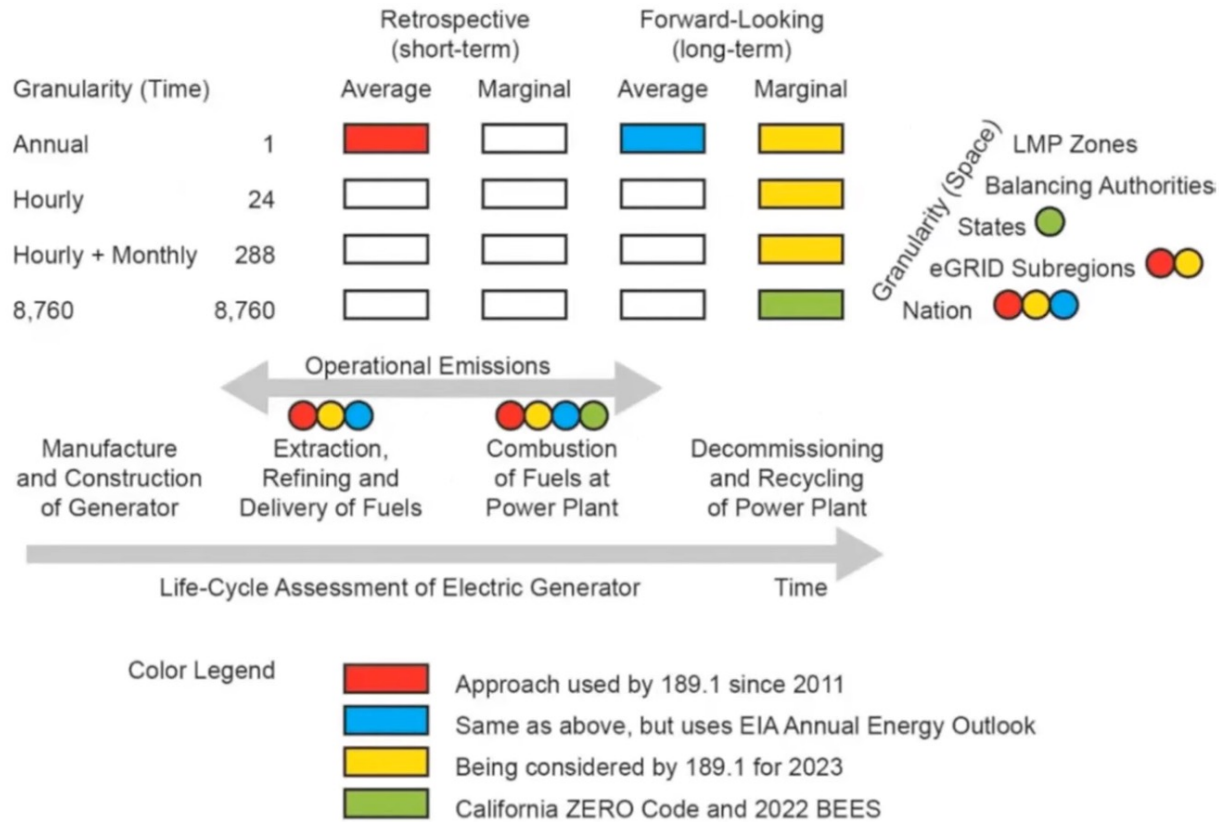 Retrospective
(short-term)
Forward-Looking
(long-term)
Granularity (Time)
Average
Marginal
Average
Marginal
Annual 1
Hourly 24
Hourly + Monthly 288
8,760 8,760
Granularity (Space)
LMP Zones
Balancing Authorities
States
eGRID Subregions
Nation
Operational Emissions
Manufacture
and Construction
of Generator
Extraction,
Refining and
Delivery of Fuels
Combustion
of Fuels at
Power Plant
Decommissioning
and Recycling
of Power Plant
Life-Cycle Assessment of Electric Generator
Time
Color Legend
Approach used by 189.1 since 2011
Same as above, but uses EIA Annual Energy Outlook
Being considered by 189.1 for 2023
California ZERO Code and 2022 BEES